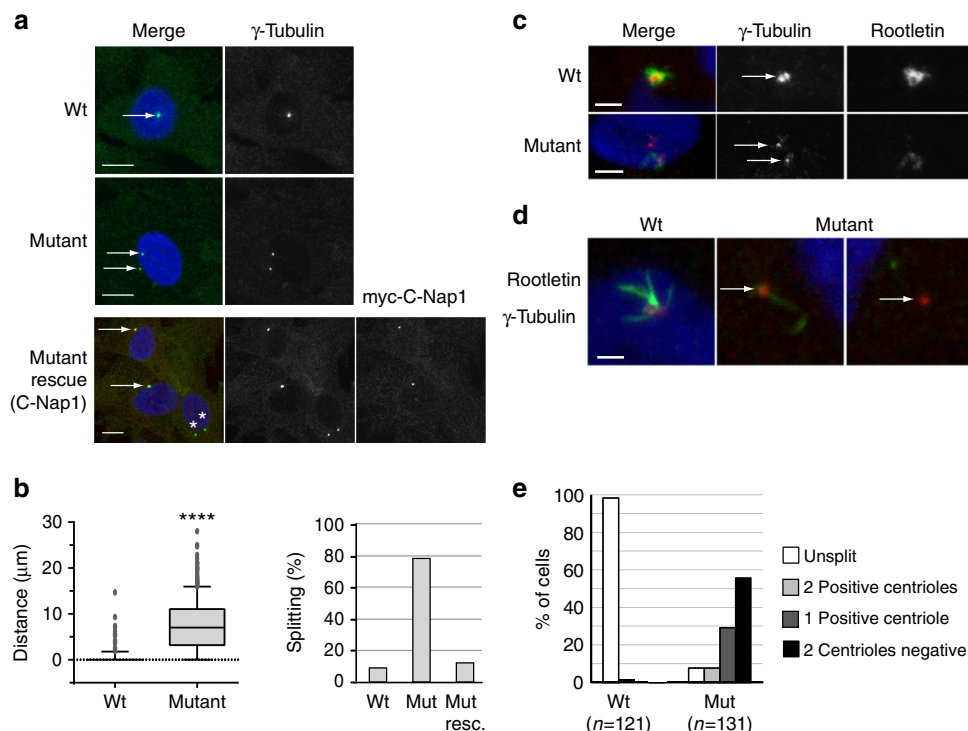 a
Merge γ-Tubulin
Wt
Mutant
myc-C-Nap1
Mutant
rescue
(C-Nap1)
* *
b
Distance (μm)
30
20
10
0
****
Wt Mutant
Splitting (%)
100
80
60
40
20
0
Wt Mut Mut
resc.
c
Merge γ-Tubulin Rootletin
Wt
Mutant
d
Wt Mutant
Rootletin
γ-Tubulin
e
% of cells
100
80
60
40
20
0
Wt Mut
(n=121) (n=131)
Unsplit
2 Positive centrioles
1 Positive centriole
2 Centrioles negative